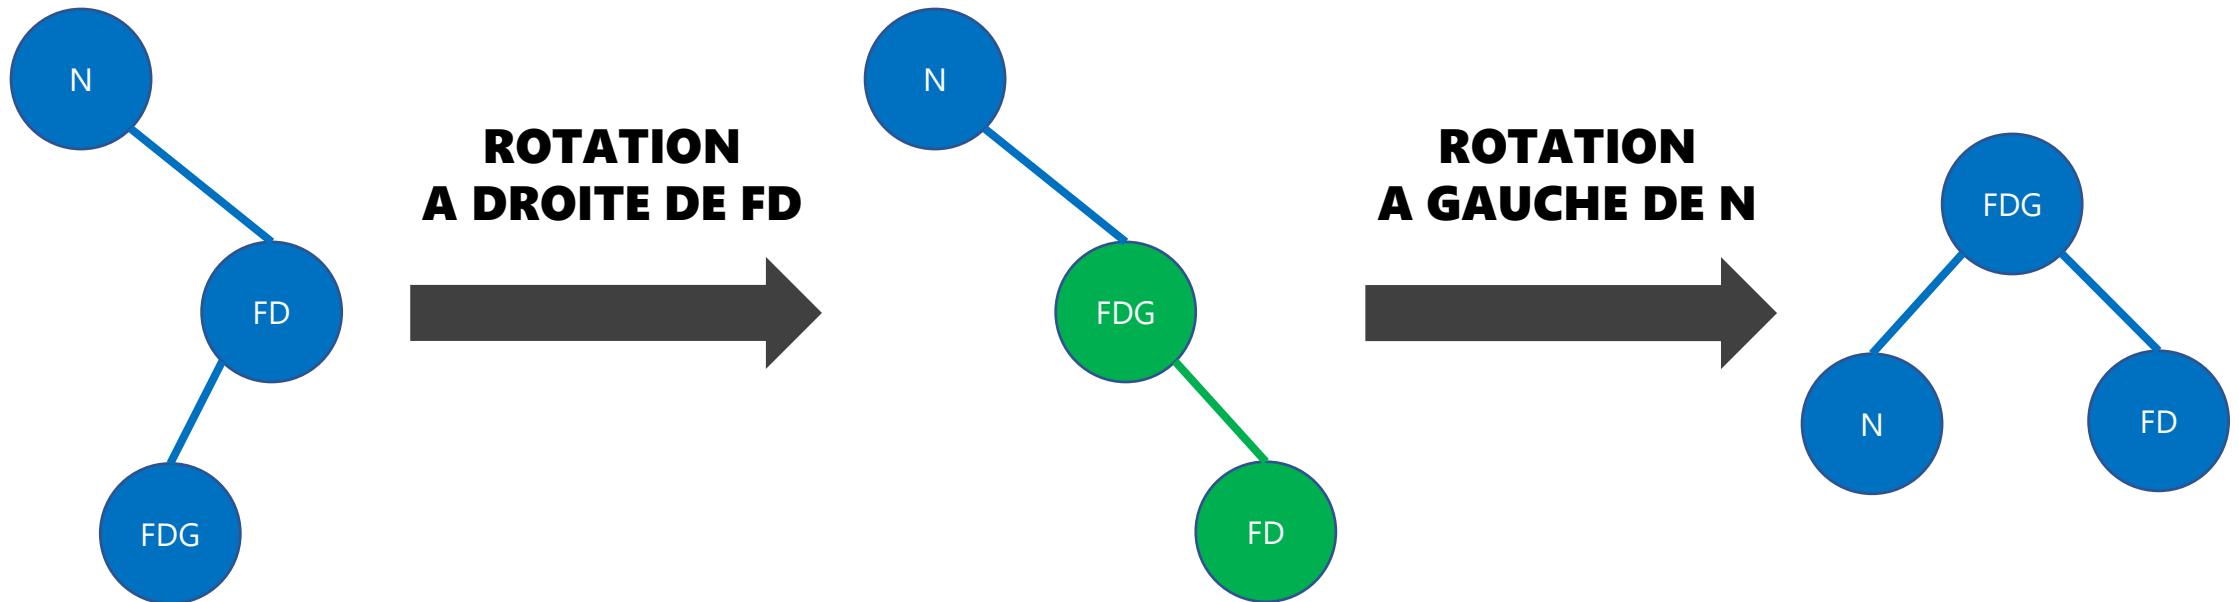 N
FD
FDG
ROTATION
A DROITE DE FD
N
FDG
FD
ROTATION
A GAUCHE DE N
FDG
N
FD